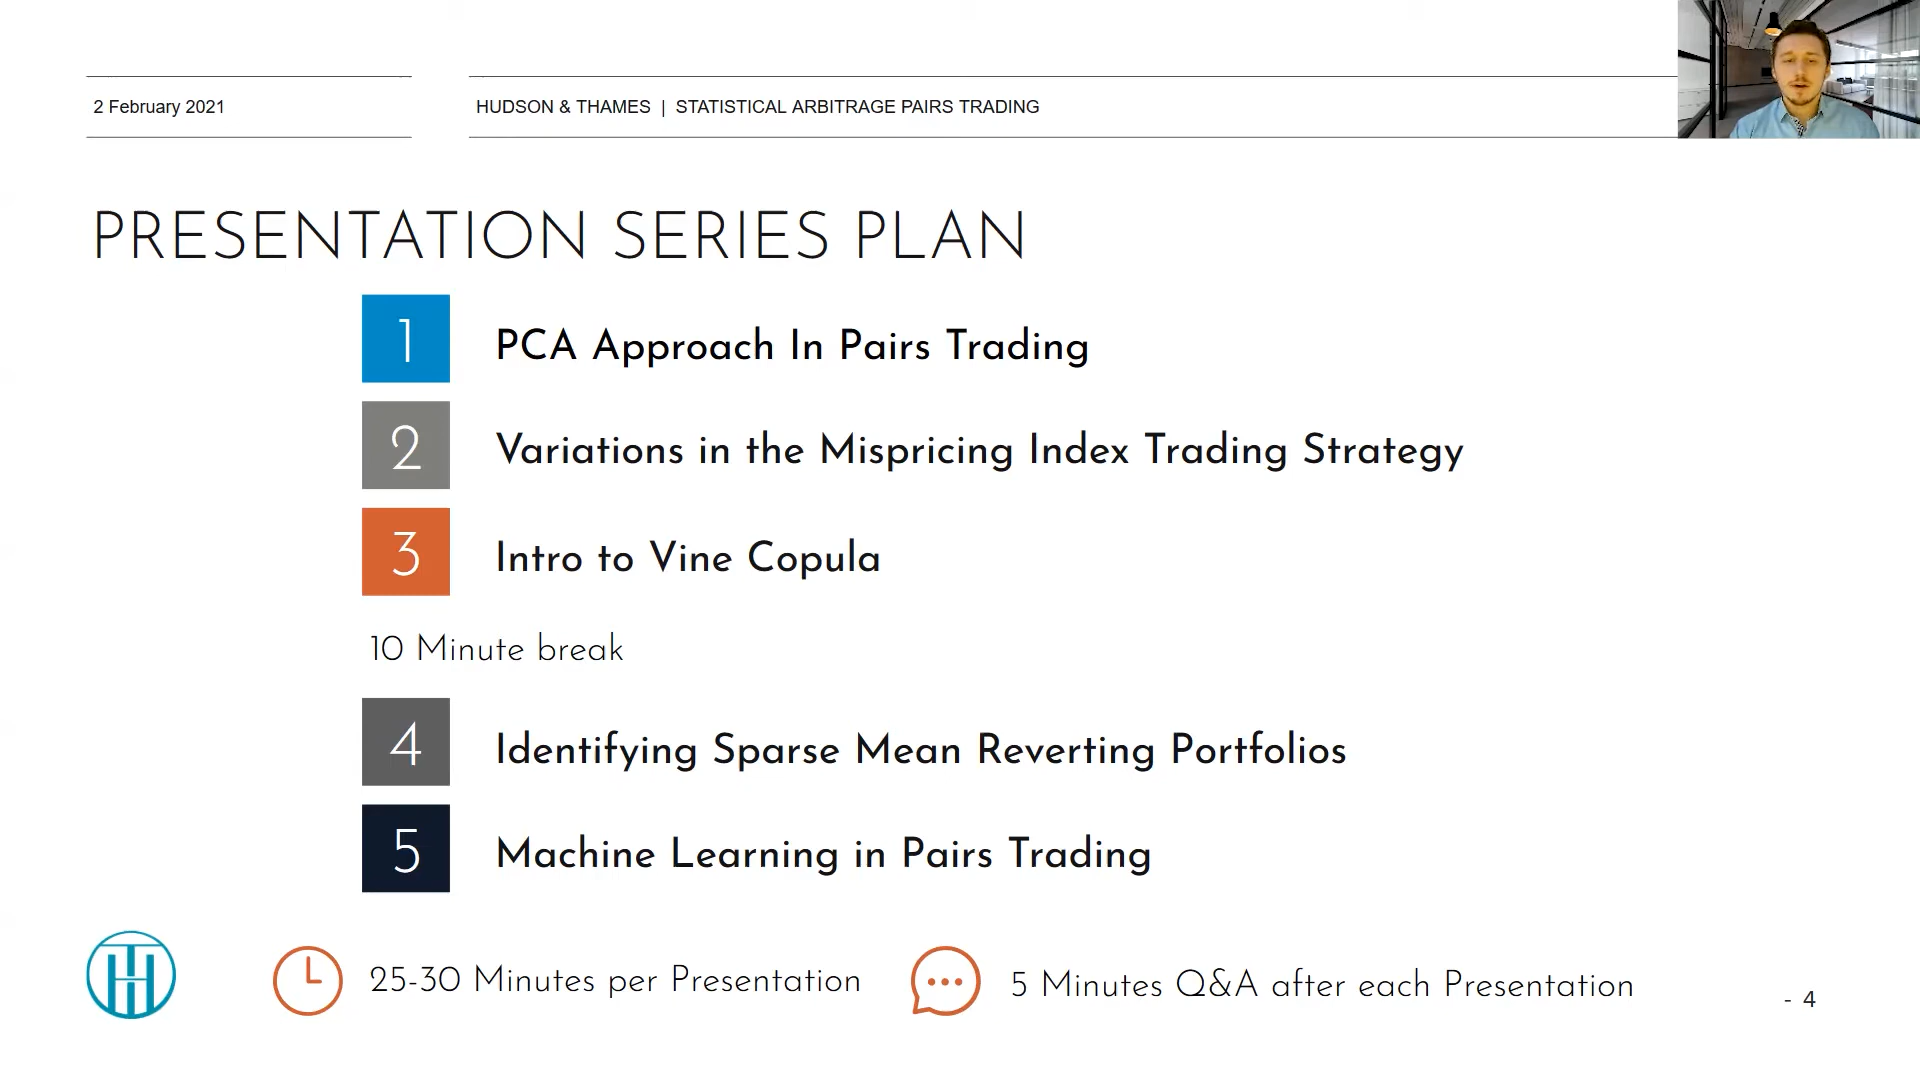 2 February 2021
HUDSON & THAMES | STATISTICAL ARBITRAGE PAIRS TRADING
PRESENTATION SERIES PLAN
1 PCA Approach In Pairs Trading
2 Variations in the Mispricing Index Trading Strategy
3 Intro to Vine Copula
10 Minute break
4 Identifying Sparse Mean Reverting Portfolios
5 Machine Learning in Pairs Trading
25-30 Minutes per Presentation
5 Minutes Q&A after each Presentation
- 4